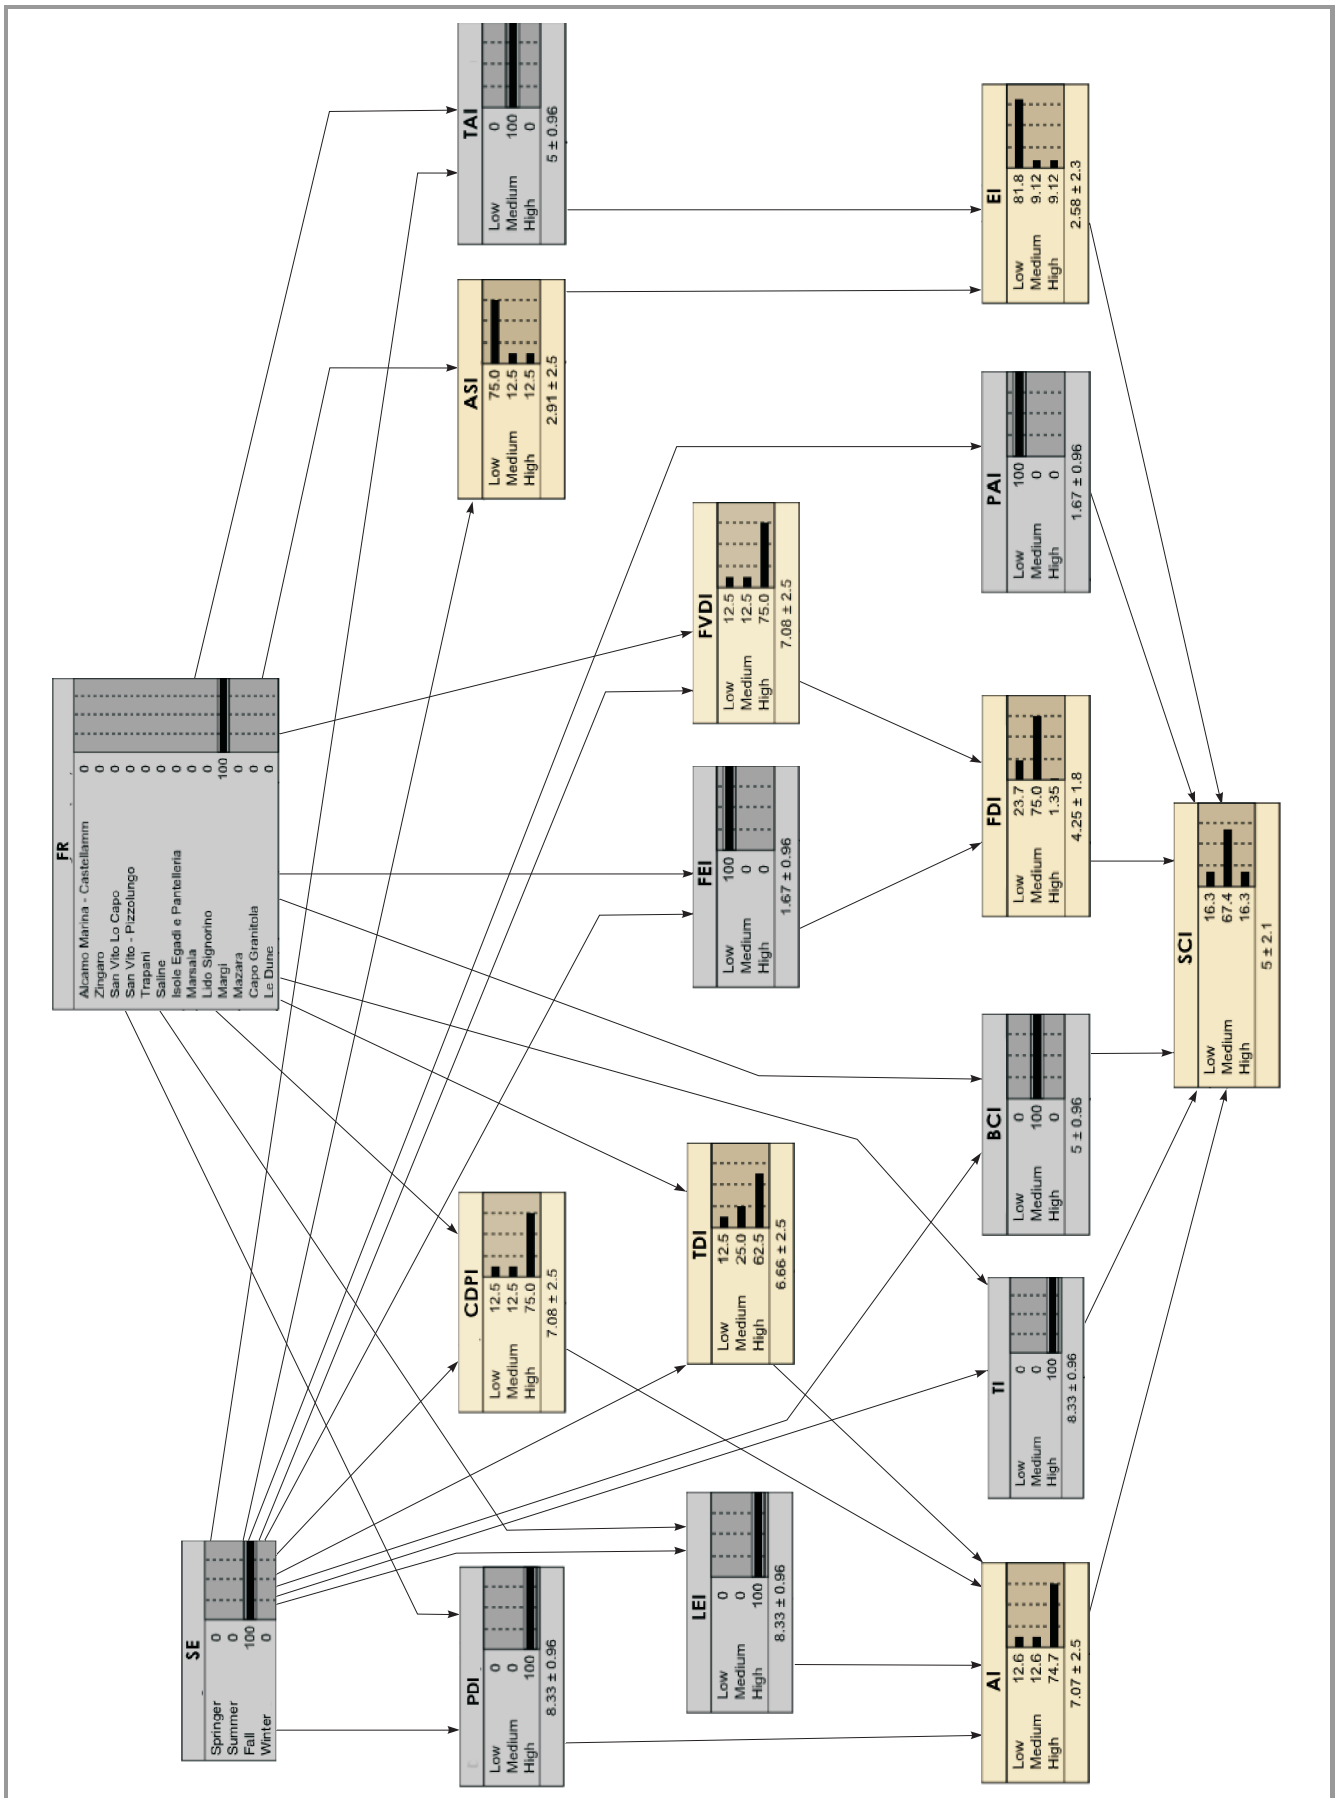 FR
Alcamo Marina - Castellamm 0
Zingaro 0
San Vito Lo Capo 0
San Vito - Pizzolungo 0
Trapani 0
Saline 0
Isole Egadi e Pantelleria 0
Marsala 0
Lido Signorino 0
Margi 100
Mazara 0
Capo Granitola 0
Le Dune 0
SE
Springer 0
Summer 0
Fall 100
Winter 0
PDI
Low 0
Medium 0
High 100
8.33 ± 0.96
CDPI
Low 12.5
Medium 12.5
High 75.0
7.08 ± 2.5
ASI
Low 75.0
Medium 12.5
High 12.5
2.91 ± 2.5
TAI
Low 0
Medium 100
High 0
5 ± 0.96
LEI
Low 0
Medium 0
High 100
8.33 ± 0.96
TDI
Low 12.5
Medium 25.0
High 62.5
6.66 ± 2.5
FEI
Low 100
Medium 0
High 0
1.67 ± 0.96
FVDI
Low 12.5
Medium 12.5
High 75.0
7.08 ± 2.5
AI
Low 12.6
Medium 12.6
High 74.7
7.07 ± 2.5
TI
Low 0
Medium 0
High 100
8.33 ± 0.96
BCI
Low 0
Medium 100
High 0
5 ± 0.96
FDI
Low 23.7
Medium 75.0
High 1.35
4.25 ± 1.8
PAI
Low 100
Medium 0
High 0
1.67 ± 0.96
EI
Low 81.8
Medium 9.12
High 9.12
2.58 ± 2.3
SCI
Low 16.3
Medium 67.4
High 16.3
5 ± 2.1